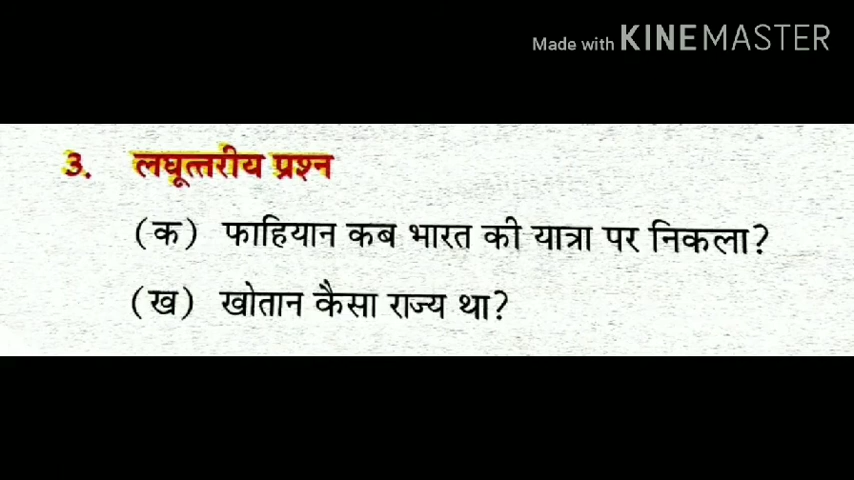 Made with KINEMASTER
3. लघूत्तरीय प्रश्न
(क) फाहियान कब भारत की यात्रा पर निकला?
(ख) खोतान कैसा राज्य था?